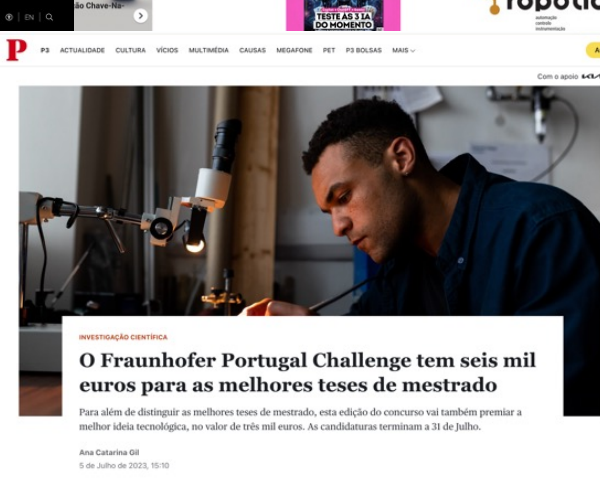 ão Chave-Na-
EN
TESTE AS 3 IA
DO MOMENTO
automação
controlo
instrumentação
P
P3 ACTUALIDADE CULTURA VÍCIOS MULTIMÉDIA CAUSAS MEGAFONE PET P3 BOLSAS MAIS
A
Com o apoio
INVESTIGAÇÃO CIENTÍFICA
O Fraunhofer Portugal Challenge tem seis mil
euros para as melhores teses de mestrado
Para além de distinguir as melhores teses de mestrado, esta edição do concurso vai também premiar a
melhor ideia tecnológica, no valor de três mil euros. As candidaturas terminam a 31 de Julho.
Ana Catarina Gil
5 de Julho de 2023, 15:10